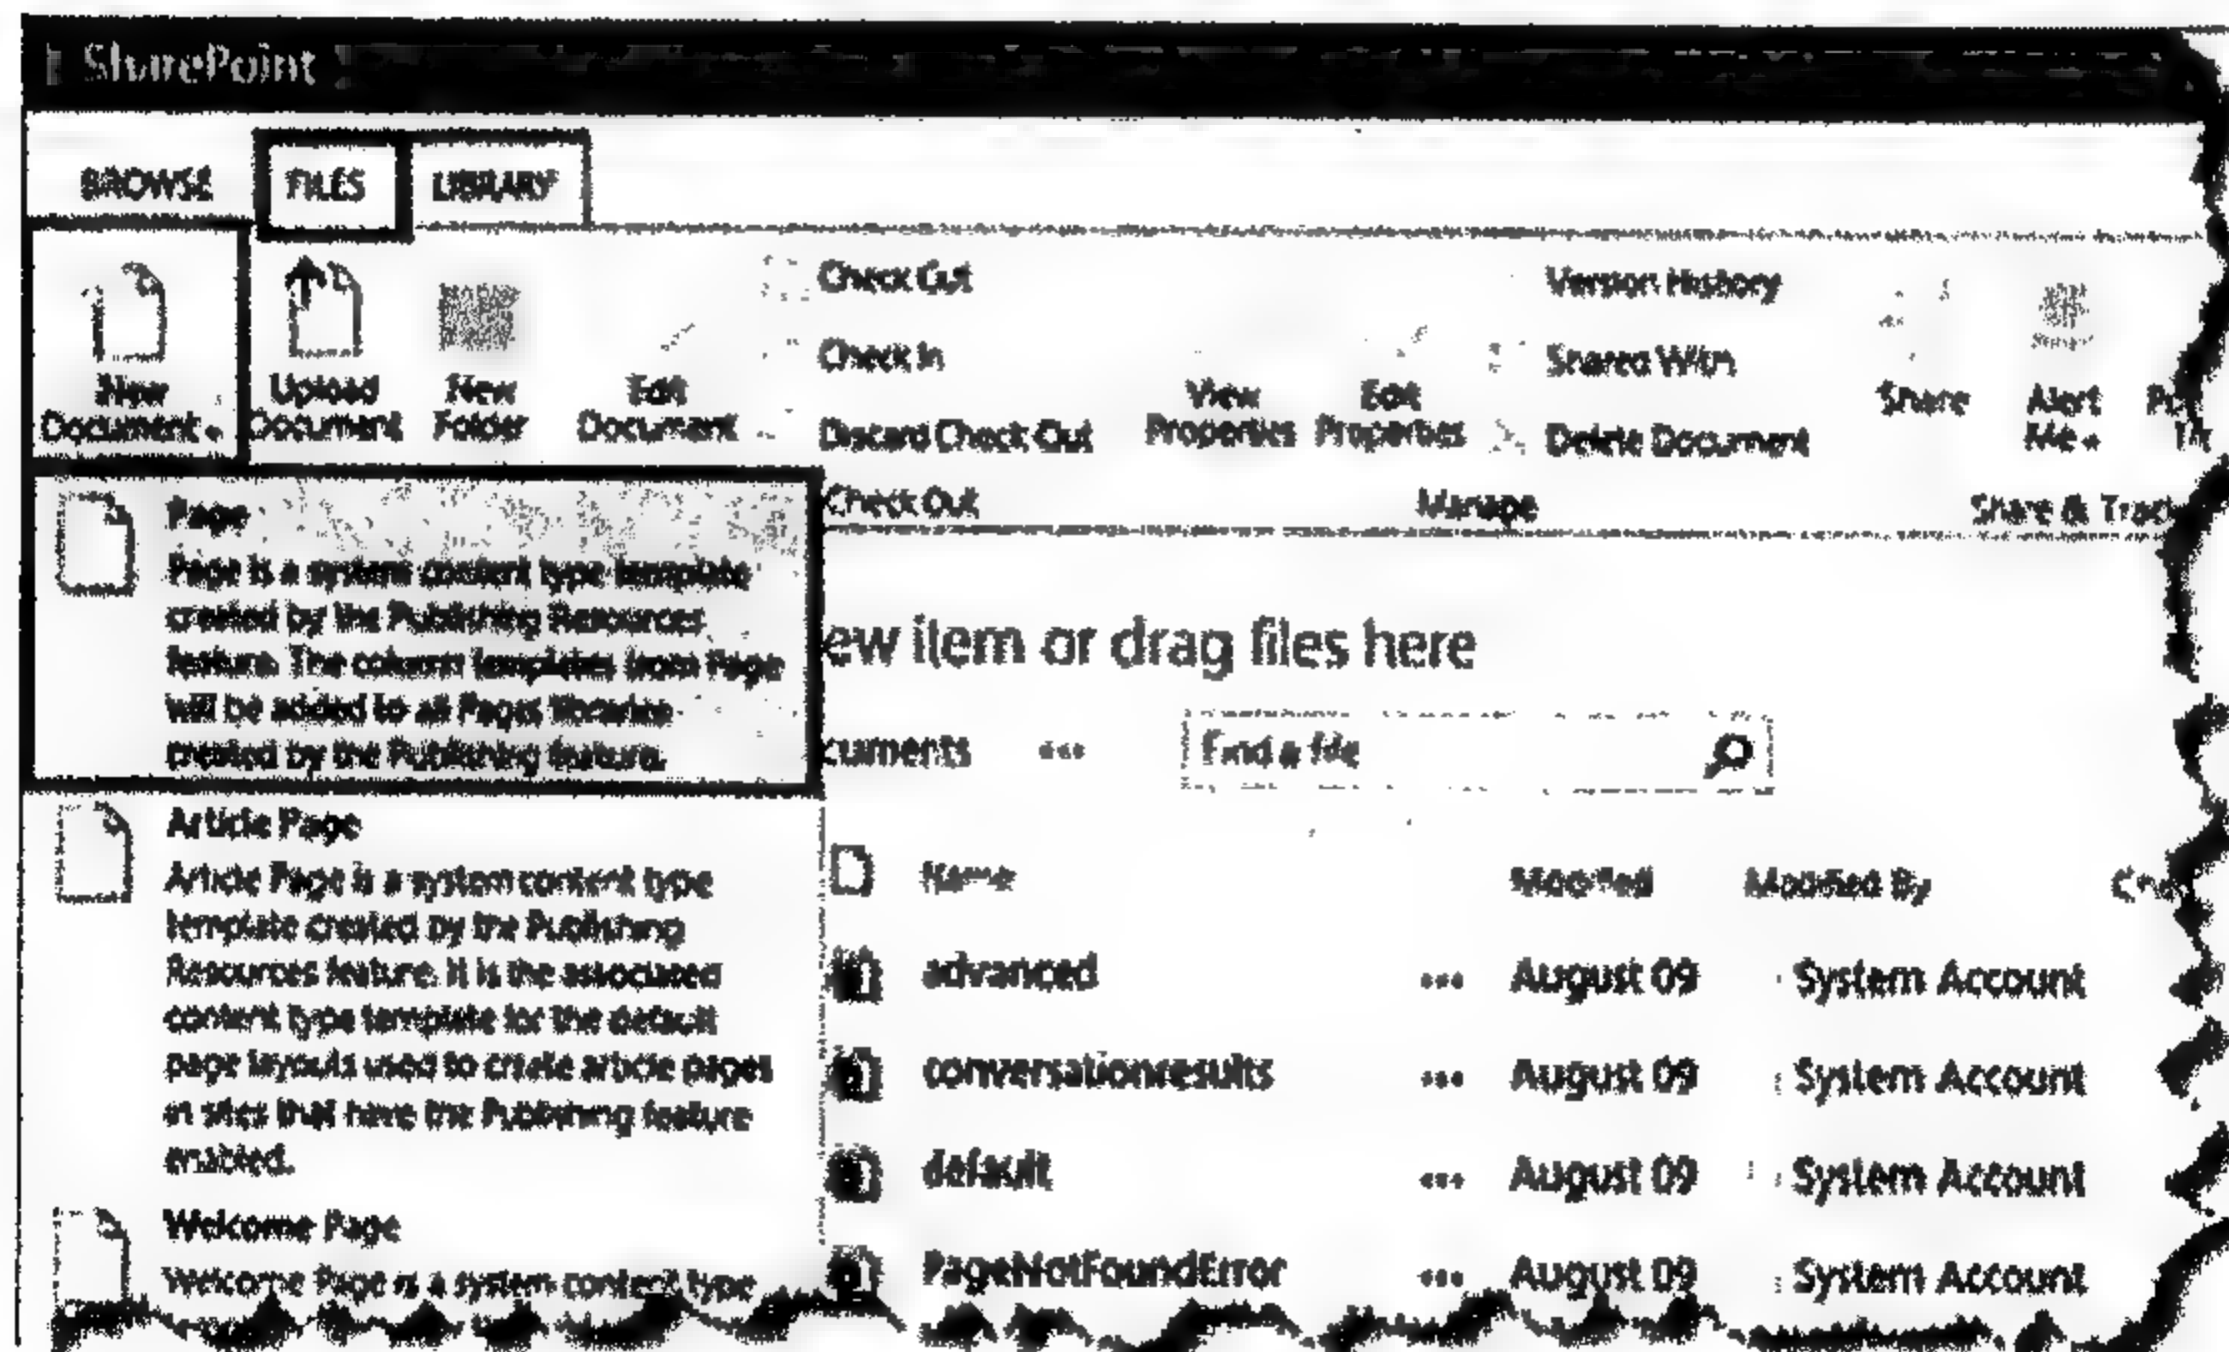 SharePoint
BROWSE FILES LIBRARY
New Document
Upload Document
New Folder
Edit Document
Check Out
Check In
Discard Check Out
View Properties
Edit Properties
Version History
Shared With
Delete Document
Share
Alert Me
Check Out
Manage
Share & Track
Page
Page is a system content type template
created by the Publishing Resources
feature. The column templates from Page
will be added to all Pages libraries
created by the Publishing feature.
Article Page
Article Page is a system content type
template created by the Publishing
Resources feature. It is the associated
content type template for the default
page layouts used to create article pages
in sites that have the Publishing feature
enabled.
Welcome Page
Welcome Page is a system content type
ew item or drag files here
cuments ••• Find a file
Name Modified Modified By
advanced ••• August 09 System Account
conversationresults ••• August 09 System Account
default ••• August 09 System Account
PageNotFoundError ••• August 09 System Account